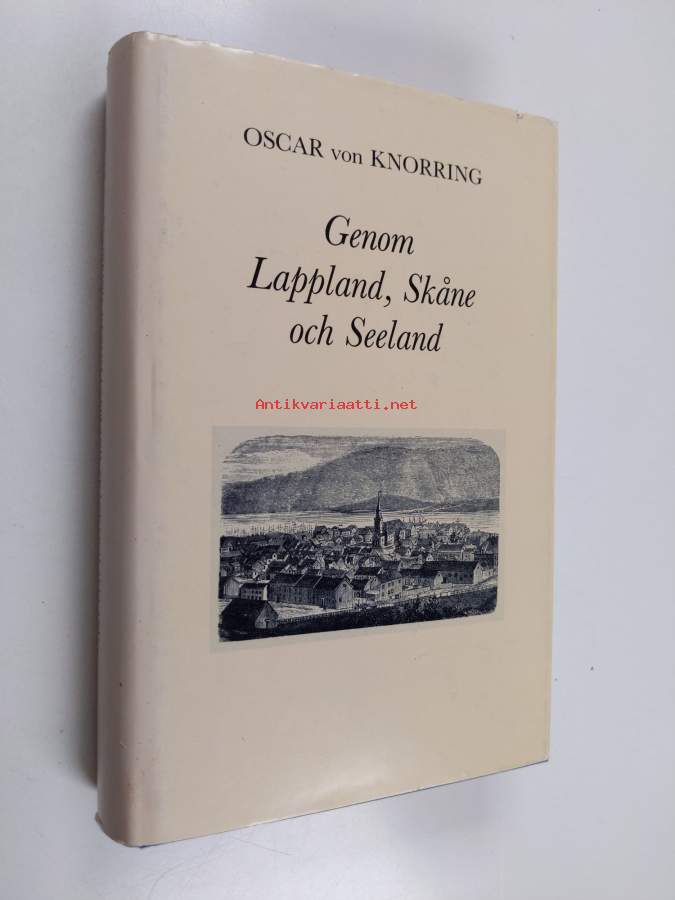 OSCAR von KNORRING
Genom
Lappland, Skåne
och Seeland
Antikvariaatti.net